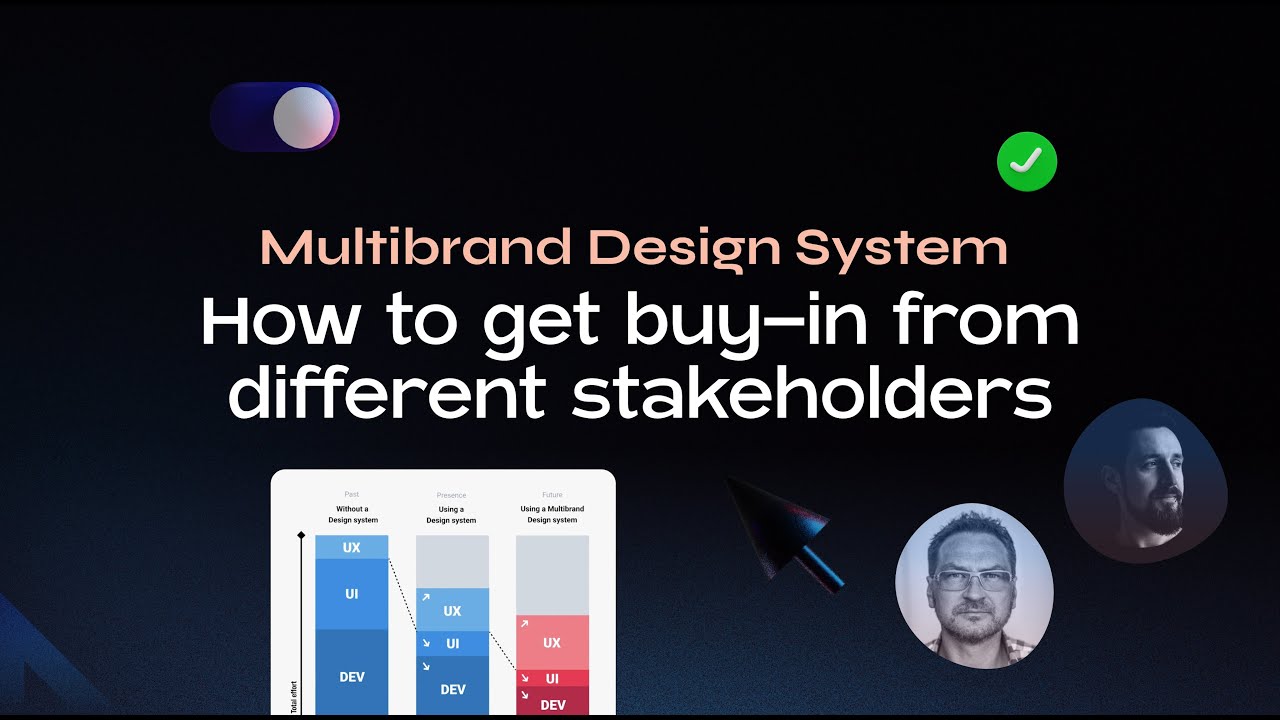 Multibrand Design System
How to get buy—in from
different stakeholders
Past
Without a
Design system
Presence
Using a
Design system
Future
Using a Multibrand
Design system
UX
UI
DEV
UX
UI
DEV
UX
UI
DEV
Total effort